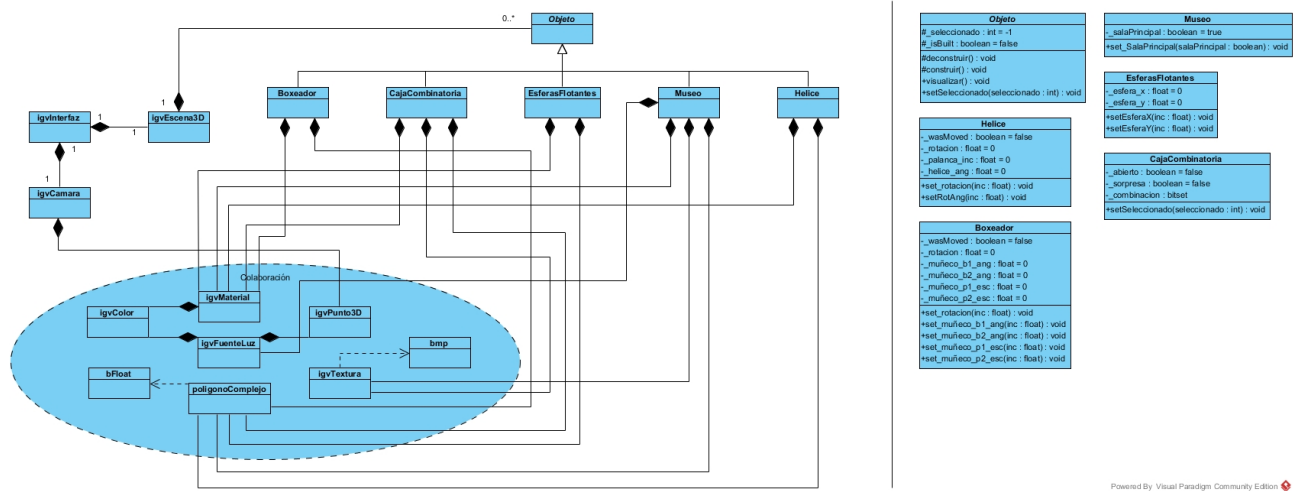 0..*
Objeto
1
Boxeador
CajaCombinatoria
EsferasFlotantes
Museo
Helice
igvInterfaz
1
1
igvEscena3D
1
1
igvCamara
Colaboración
igvMaterial
igvColor
igvPunto3D
igvFuenteLuz
bmp
bFloat
igvTextura
poligonoComplejo
Objeto
#_seleccionado : int = -1
#_isBuilt : boolean = false
#deconstruir() : void
#construir() : void
+visualizar() : void
+setSeleccionado(seleccionado : int) : void
Helice
-_wasMoved : boolean = false
-_rotacion : float = 0
-_palanca_inc : float = 0
-_helice_ang : float = 0
+set_rotacion(inc : float) : void
+setRotAng(inc : float) : void
Boxeador
-_wasMoved : boolean = false
-_rotacion : float = 0
-_muñeco_b1_ang : float = 0
-_muñeco_b2_ang : float = 0
-_muñeco_p1_esc : float = 0
-_muñeco_p2_esc : float = 0
+set_rotacion(inc : float) : void
+set_muñeco_b1_ang(inc : float) : void
+set_muñeco_b2_ang(inc : float) : void
+set_muñeco_p1_esc(inc : float) : void
+set_muñeco_p2_esc(inc : float) : void
Museo
-_salaPrincipal : boolean = true
+set_SalaPrincipal(salaPrincipal : boolean) : void
EsferasFlotantes
-_esfera_x : float = 0
-_esfera_y : float = 0
+setEsferaX(inc : float) : void
+setEsferaY(inc : float) : void
CajaCombinatoria
-_abierto : boolean = false
-_sorpresa : boolean = false
-_combinacion : bitset
+setSeleccionado(seleccionado : int) : void
Powered By Visual Paradigm Community Edition